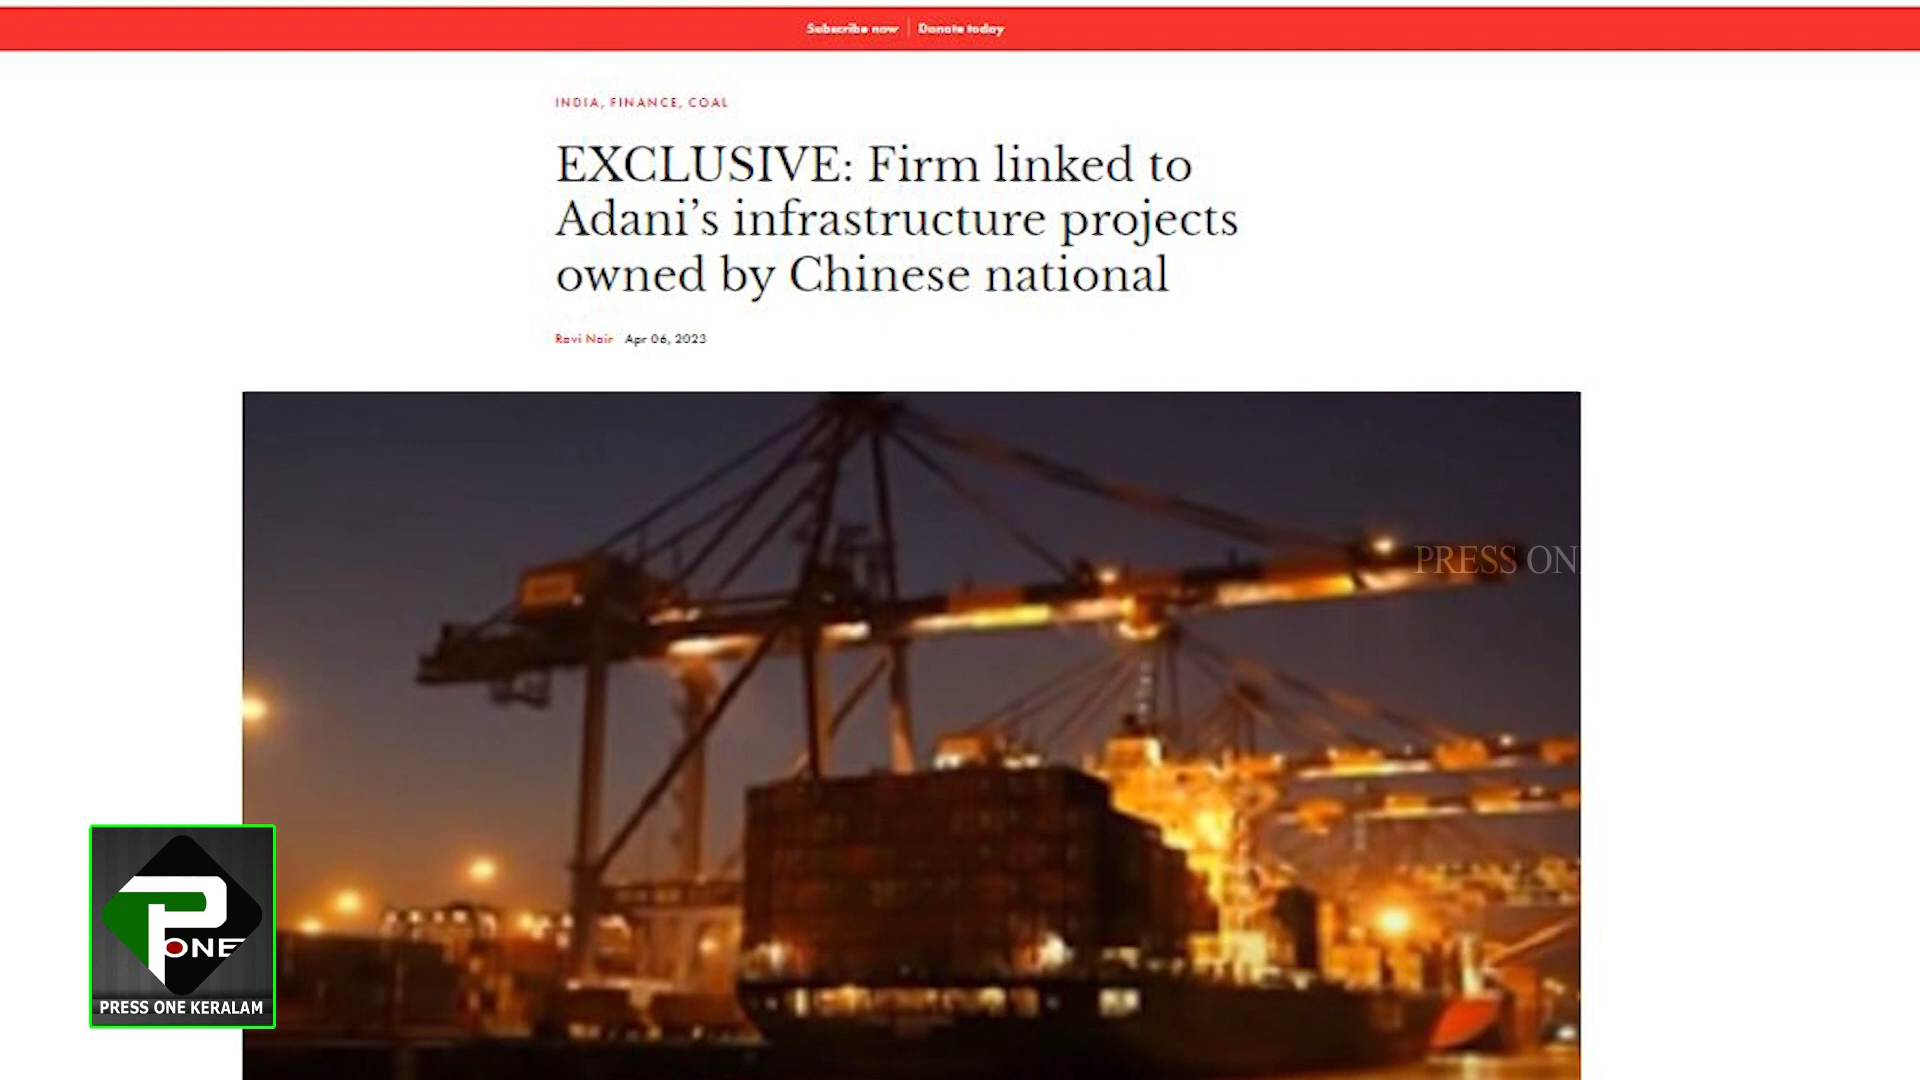 Subscribe now | Donate today
INDIA, FINANCE, COAL
EXCLUSIVE: Firm linked to
Adani’s infrastructure projects
owned by Chinese national
Ravi Nair Apr 06, 2023
PRESS ON
P ONE
PRESS ONE KERALAM